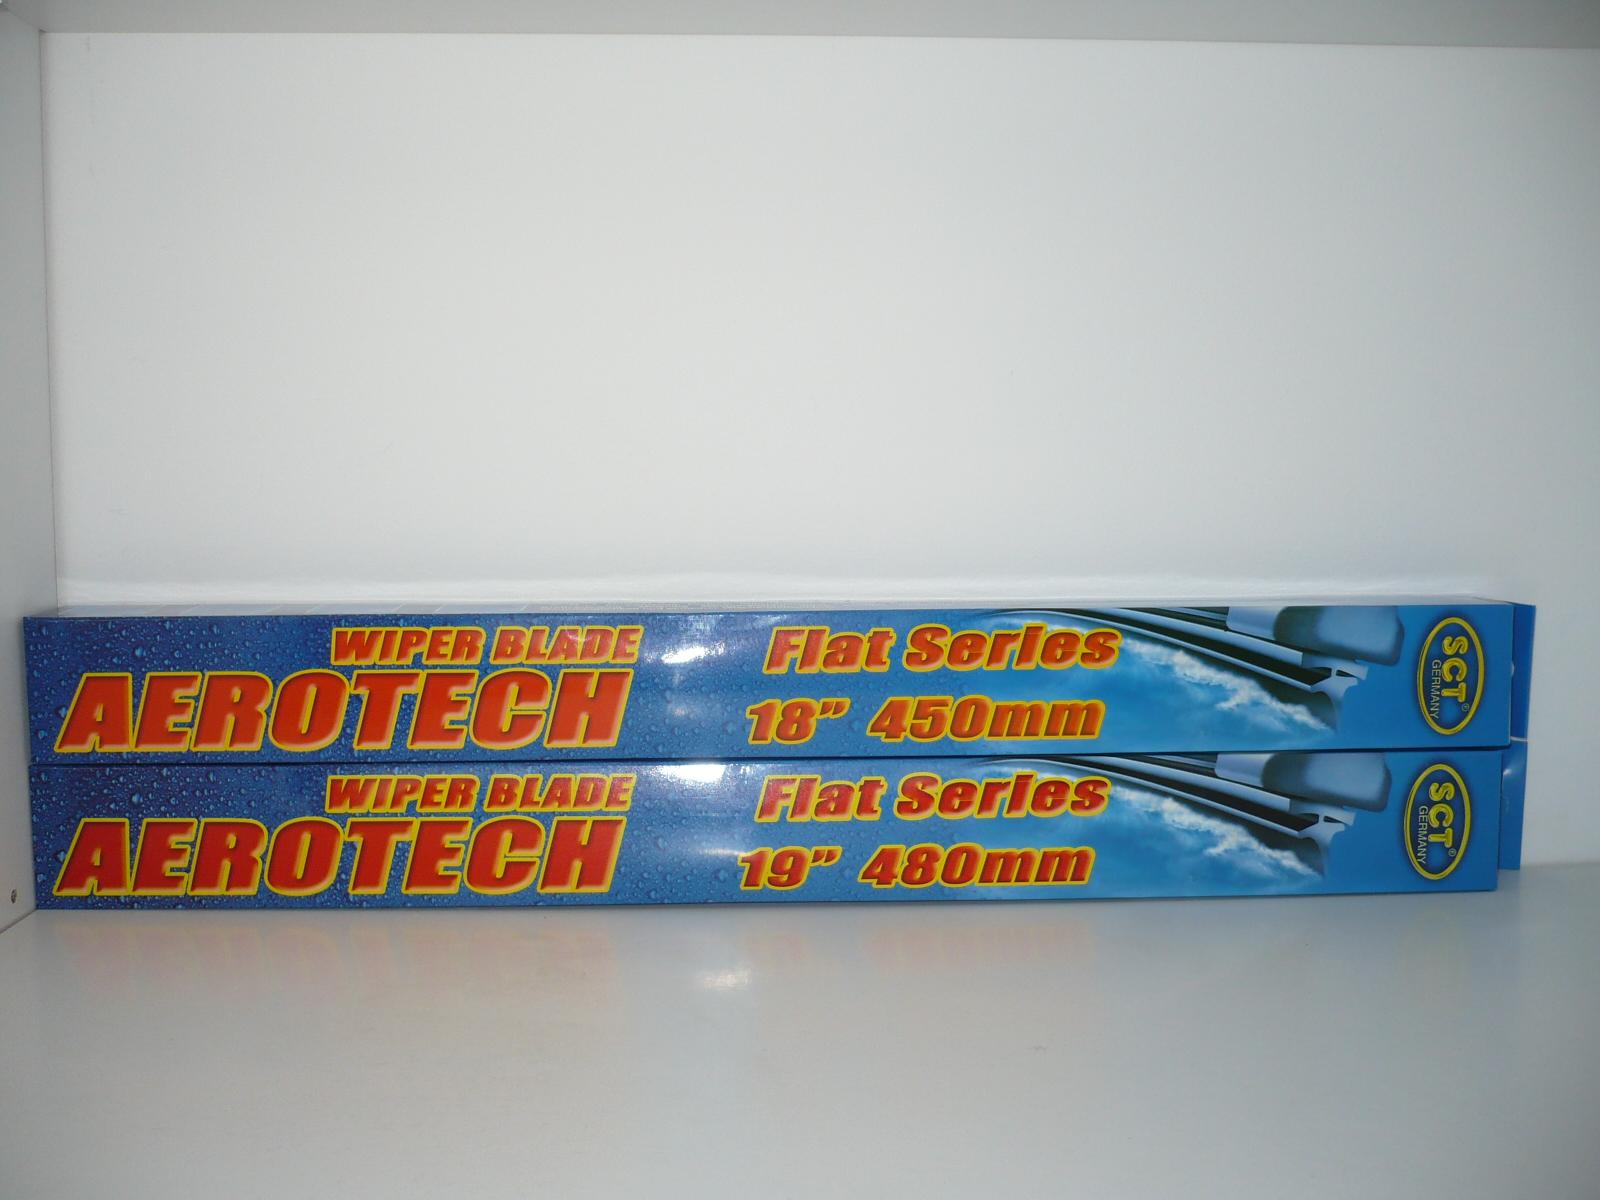 WIPER BLADE
AEROTECH
Flat Series
18” 450mm
SCT®
GERMANY
WIPER BLADE
AEROTECH
Flat Series
19” 480mm
SCT®
GERMANY